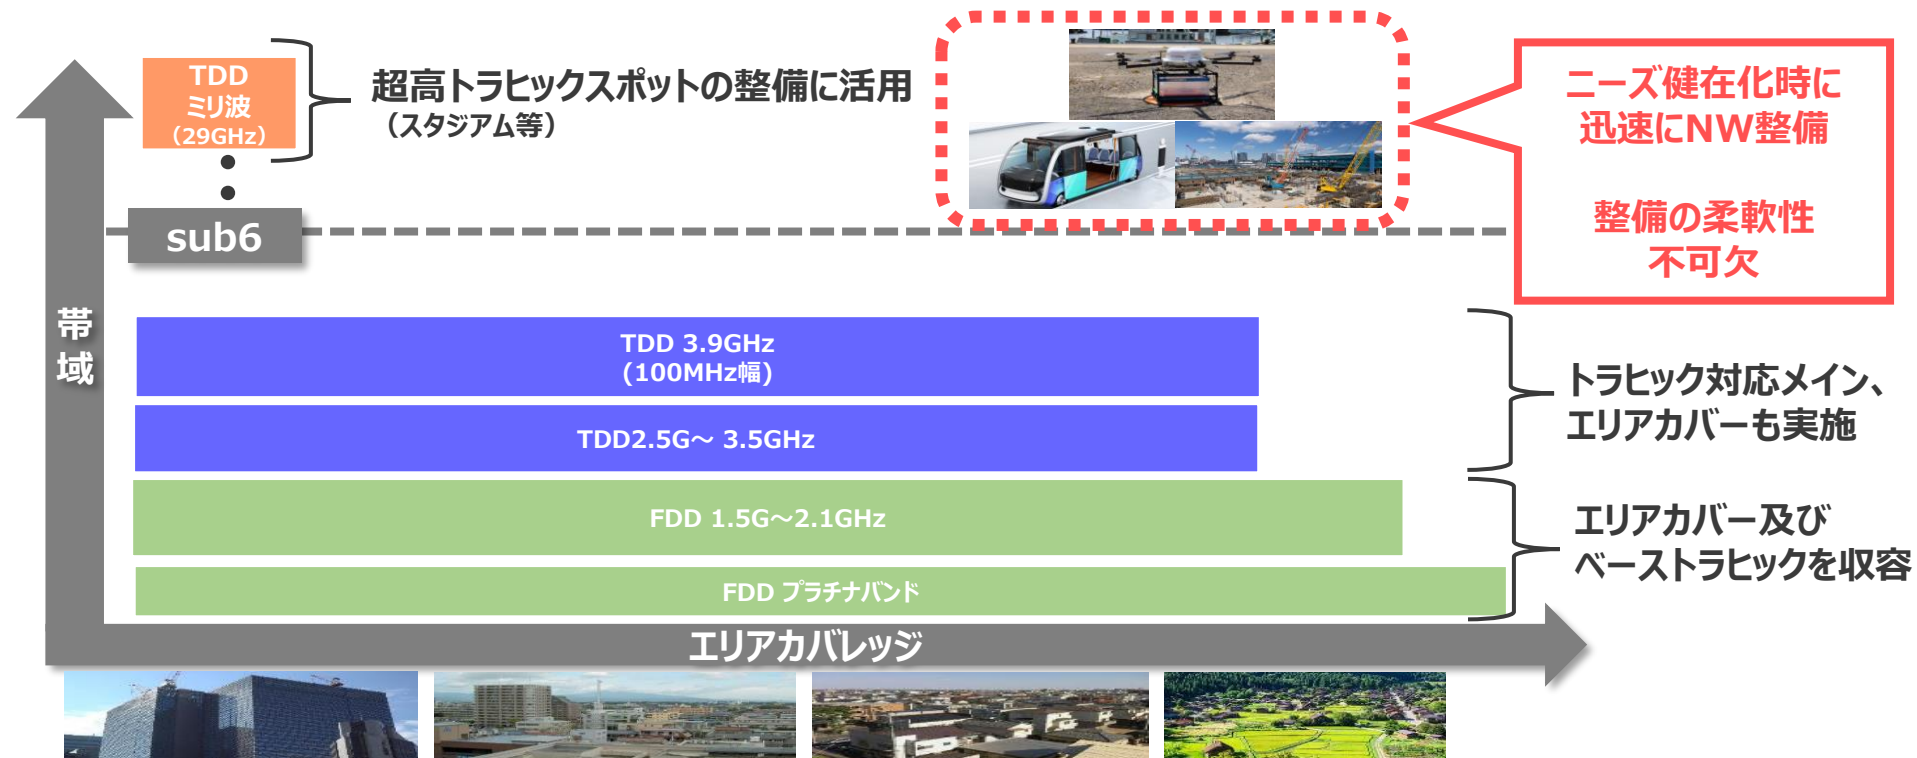 TDD
ミリ波
（29GHz）
超高トラヒックスポットの整備に活用
（スタジアム等）
ニーズ健在化時に
迅速にNW整備
整備の柔軟性
不可欠
sub6
帯域
TDD 3.9GHz
(100MHz幅)
TDD2.5G～ 3.5GHz
トラヒック対応メイン、
エリアカバーも実施
FDD 1.5G～2.1GHz
FDD プラチナバンド
エリアカバー及び
ベーストラヒックを収容
エリアカバレッジ